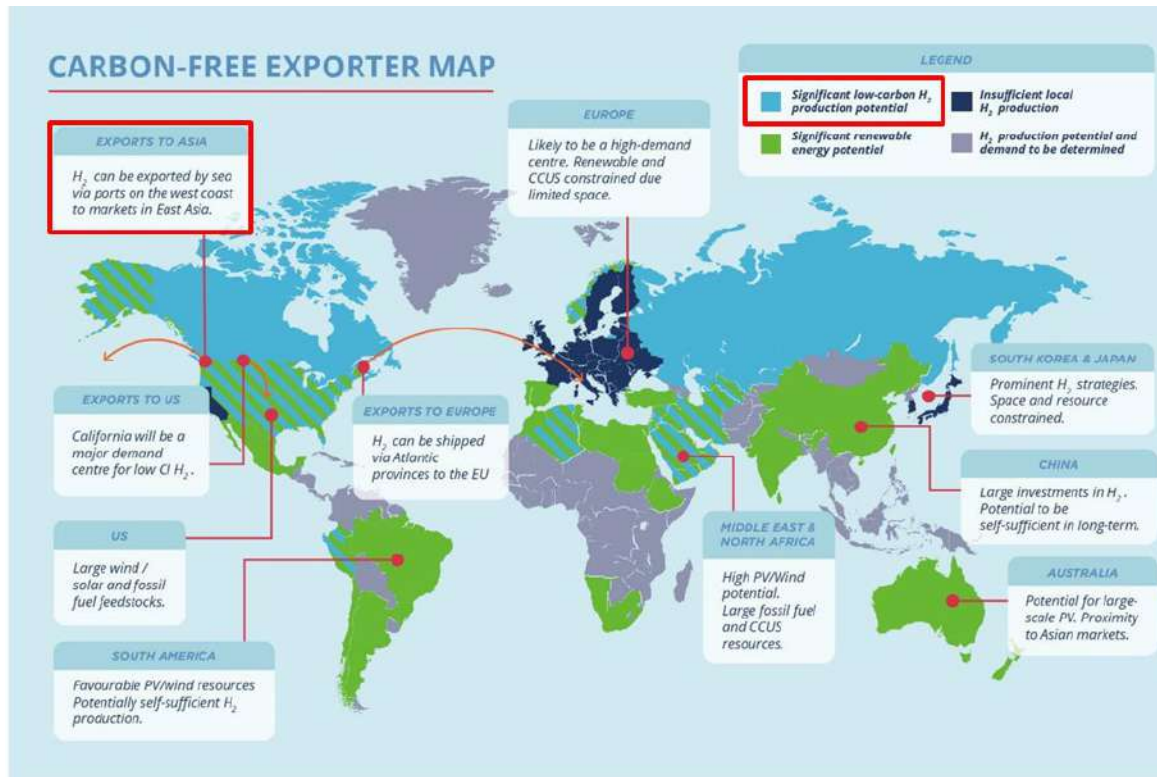 CARBON-FREE EXPORTER MAP
LEGEND
Significant low-carbon H₂
production potential
Insufficient local
H₂ production
Significant renewable
energy potential
H₂ production potential and
demand to be determined
EXPORTS TO ASIA
H₂ can be exported by sea
via ports on the west coast
to markets in East Asia.
EUROPE
Likely to be a high-demand
centre. Renewable and
CCUS constrained due
limited space.
EXPORTS TO US
California will be a
major demand
centre for low CI H₂.
EXPORTS TO EUROPE
H₂ can be shipped
via Atlantic
provinces to the EU
SOUTH KOREA & JAPAN
Prominent H₂ strategies.
Space and resource
constrained.
CHINA
Large investments in H₂.
Potential to be
self-sufficient in long-term.
US
Large wind /
solar and fossil
fuel feedstocks.
MIDDLE EAST &
NORTH AFRICA
High PV/Wind
potential.
Large fossil fuel
and CCUS
resources.
AUSTRALIA
Potential for large-
scale PV. Proximity
to Asian markets.
SOUTH AMERICA
Favourable PV/wind resources
Potentially self-sufficient H₂
production.